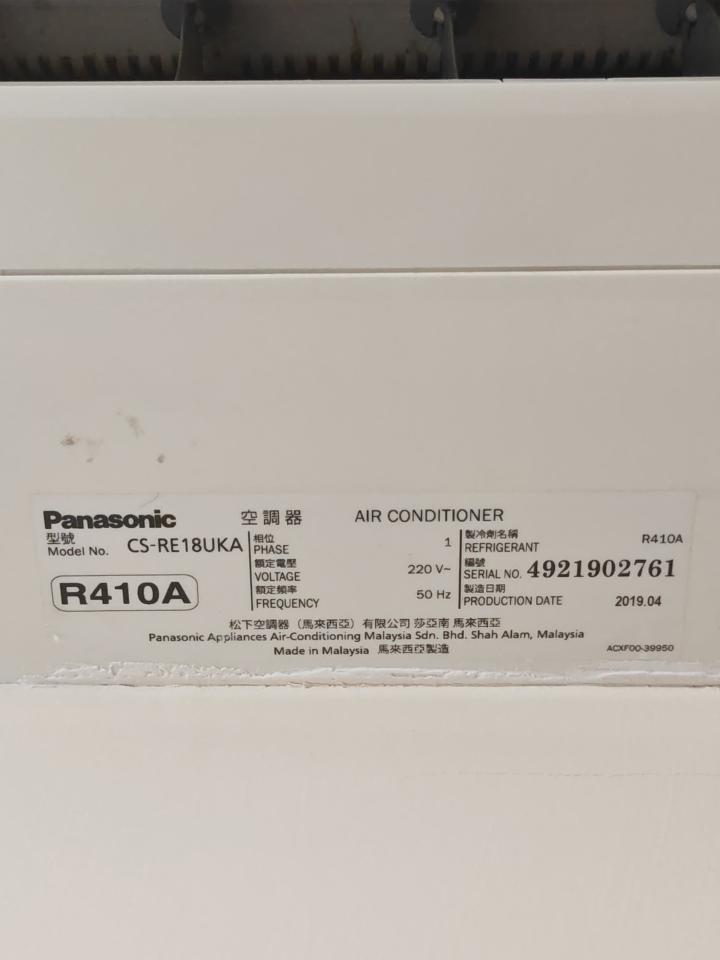 Panasonic 空調器 AIR CONDITIONER
型號
Model No. CS-RE18UKA
R410A
相位
PHASE 1
額定電壓
VOLTAGE 220 V~
額定頻率
FREQUENCY 50 Hz
製冷劑名稱
REFRIGERANT R410A
編號
SERIAL NO. 4921902761
製造日期
PRODUCTION DATE 2019.04
松下空調器（馬來西亞）有限公司 莎亞南 馬來西亞
Panasonic Appliances Air-Conditioning Malaysia Sdn. Bhd. Shah Alam, Malaysia
Made in Malaysia 馬來西亞製造 ACXF00-39950